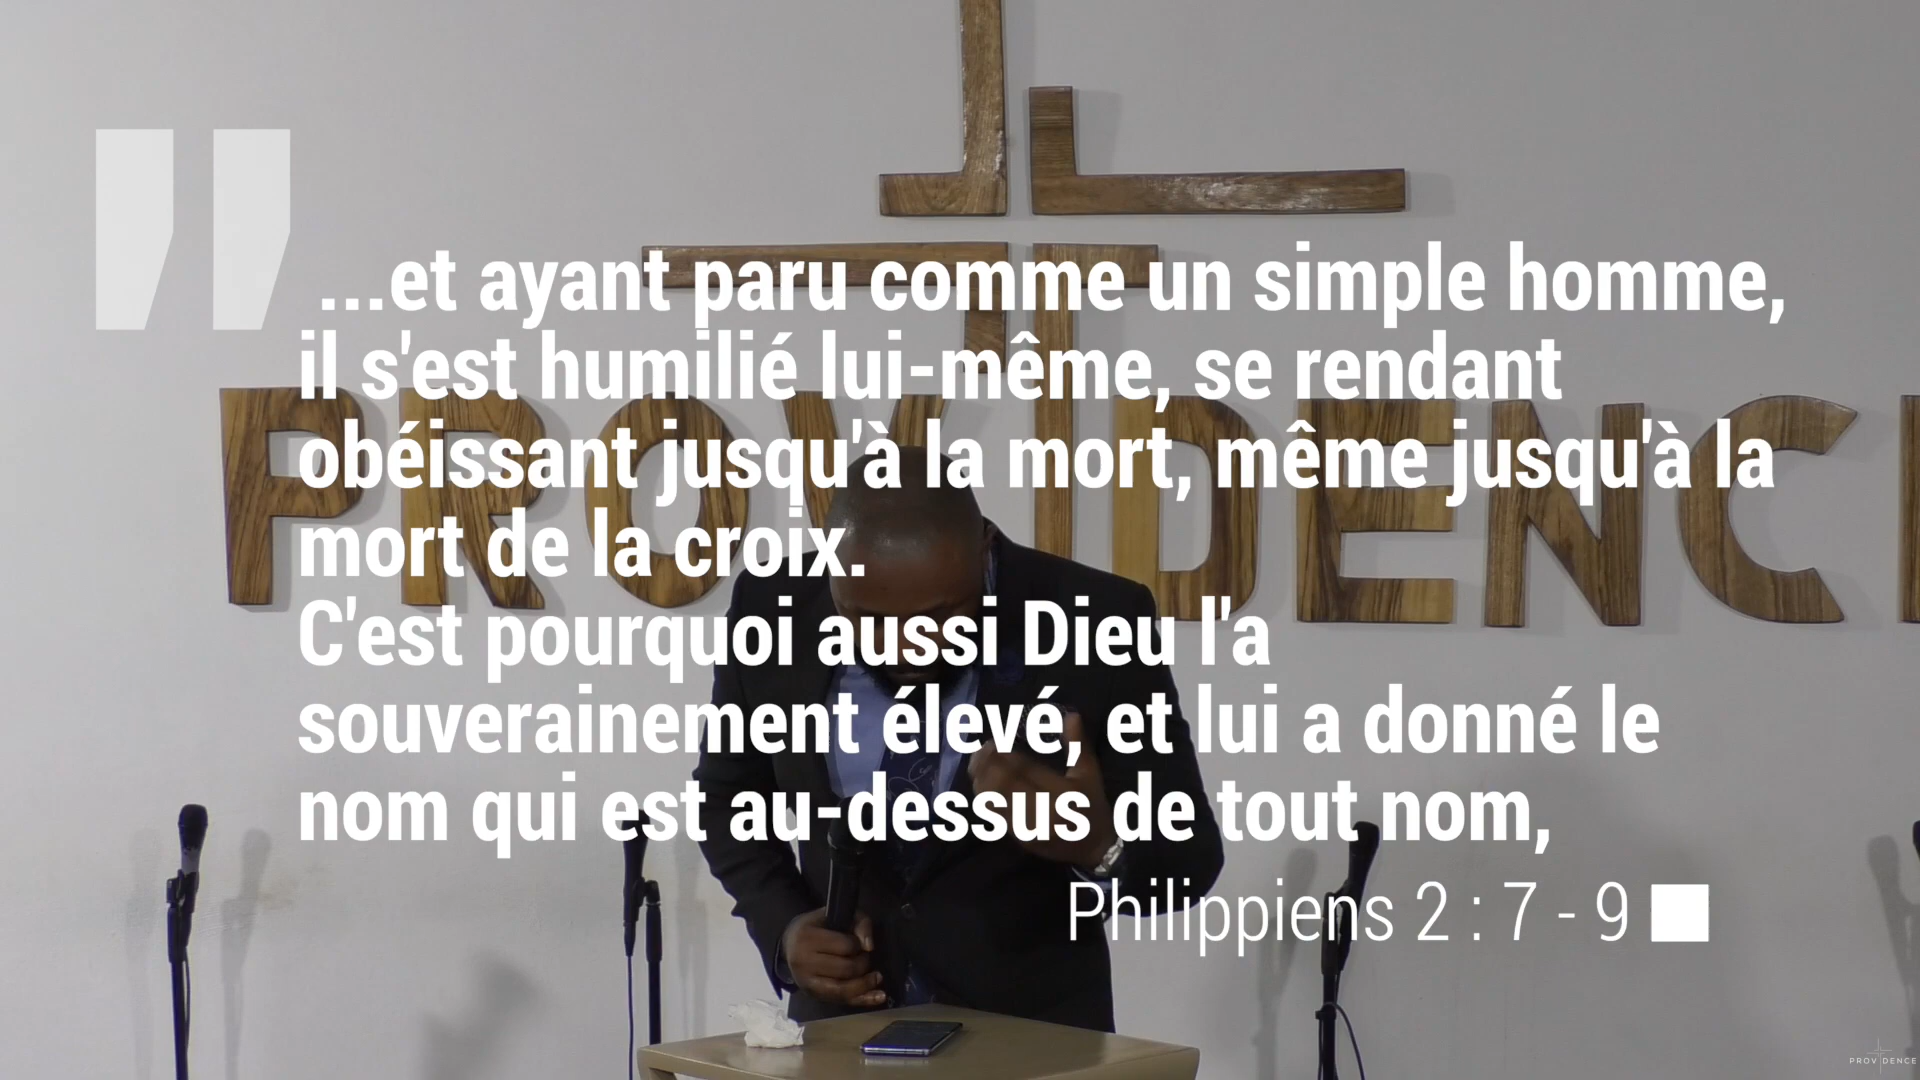 ...et ayant paru comme un simple homme,
il s'est humilié lui-même, se rendant
obéissant jusqu'à la mort, même jusqu'à la
mort de la croix.
C'est pourquoi aussi Dieu l'a
souverainement élevé, et lui a donné le
nom qui est au-dessus de tout nom,
Philippiens 2 : 7 - 9
PROVIDENC
PROVIDENCE